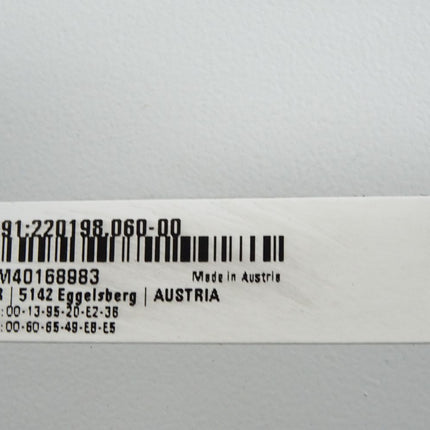 91:220198.060-00
M40168983
Made in Austria
| 5142 Eggelsberg | AUSTRIA
:00-13-95-20-E2-36
:00-60-65-49-E8-E5